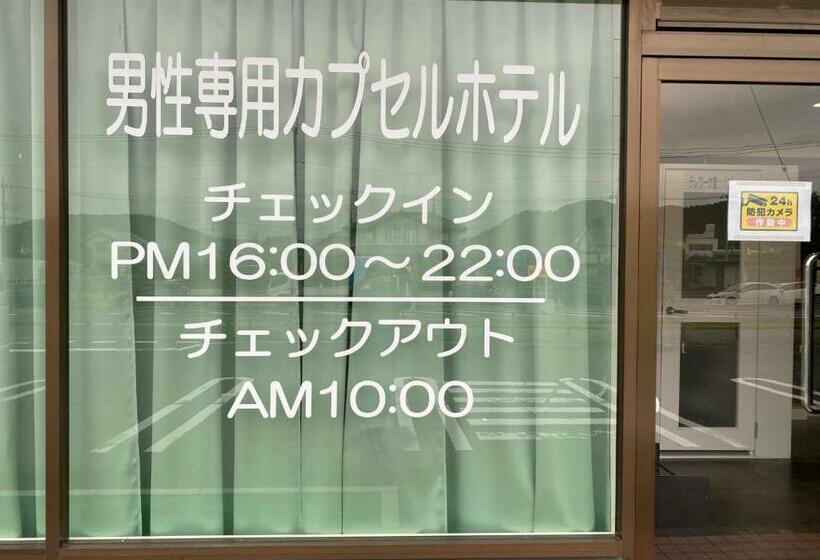 男性専用カプセルホテル
チェックイン
PM16:00～22:00
チェックアウト
AM10:00
24h
防犯カメラ
作動中